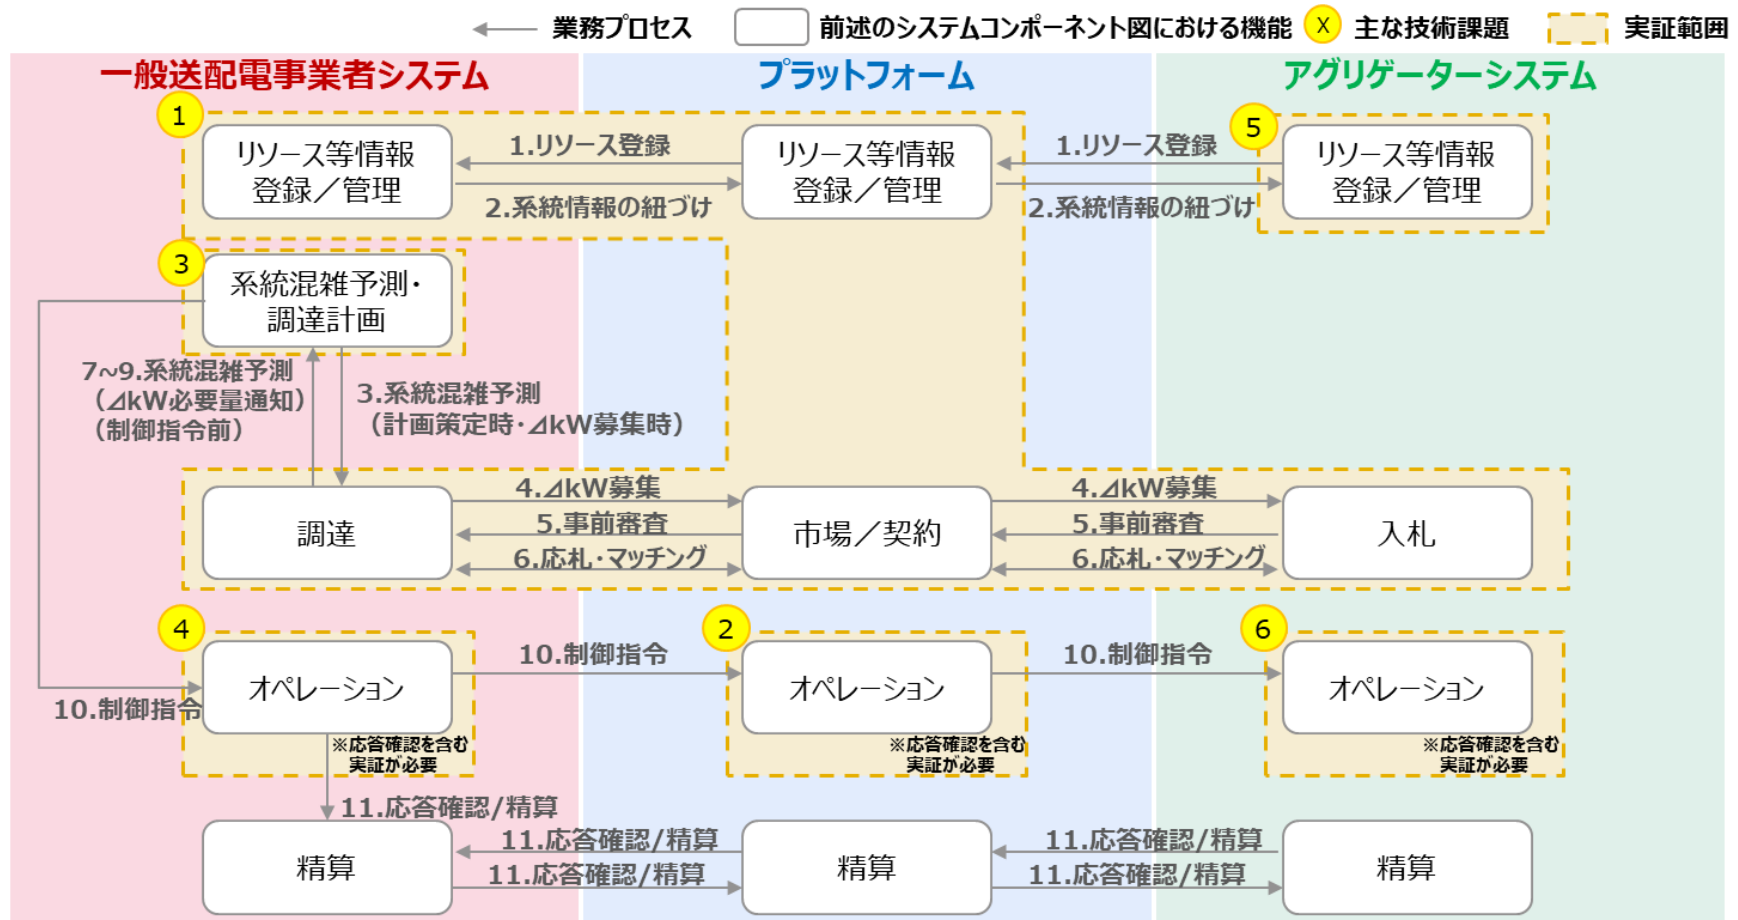 業務プロセス
前述のシステムコンポーネント図における機能
X
主な技術課題
実証範囲
一般送配電事業者システム
プラットフォーム
アグリゲーターシステム
1
リソース等情報
登録／管理
1.リソース登録
2.系統情報の紐づけ
リソース等情報
登録／管理
1.リソース登録
2.系統情報の紐づけ
5
リソース等情報
登録／管理
3
系統混雑予測・
調達計画
7~9.系統混雑予測
（⊿kW必要量通知）
（制御指令前）
3.系統混雑予測
（計画策定時・⊿kW募集時）
調達
4.⊿kW募集
5.事前審査
6.応札・マッチング
市場／契約
4.⊿kW募集
5.事前審査
6.応札・マッチング
入札
4
オペレーション
※応答確認を含む
実証が必要
10.制御指令
10.制御指令
2
オペレーション
※応答確認を含む
実証が必要
10.制御指令
6
オペレーション
※応答確認を含む
実証が必要
11.応答確認/精算
精算
11.応答確認/精算
11.応答確認/精算
精算
11.応答確認/精算
11.応答確認/精算
精算